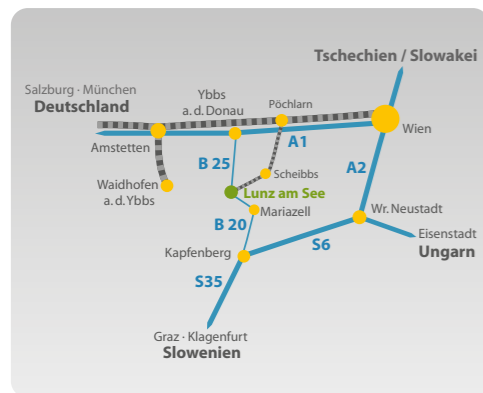 Tschechien / Slowakei
Salzburg · München
Deutschland
Ybbs
a. d. Donau
Pöchlarn
Wien
Amstetten
A1
B 25
A2
Scheibbs
Waidhofen
a. d. Ybbs
Lunz am See
Mariazell
Wr. Neustadt
B 20
Eisenstadt
Ungarn
S6
Kapfenberg
S35
Graz · Klagenfurt
Slowenien